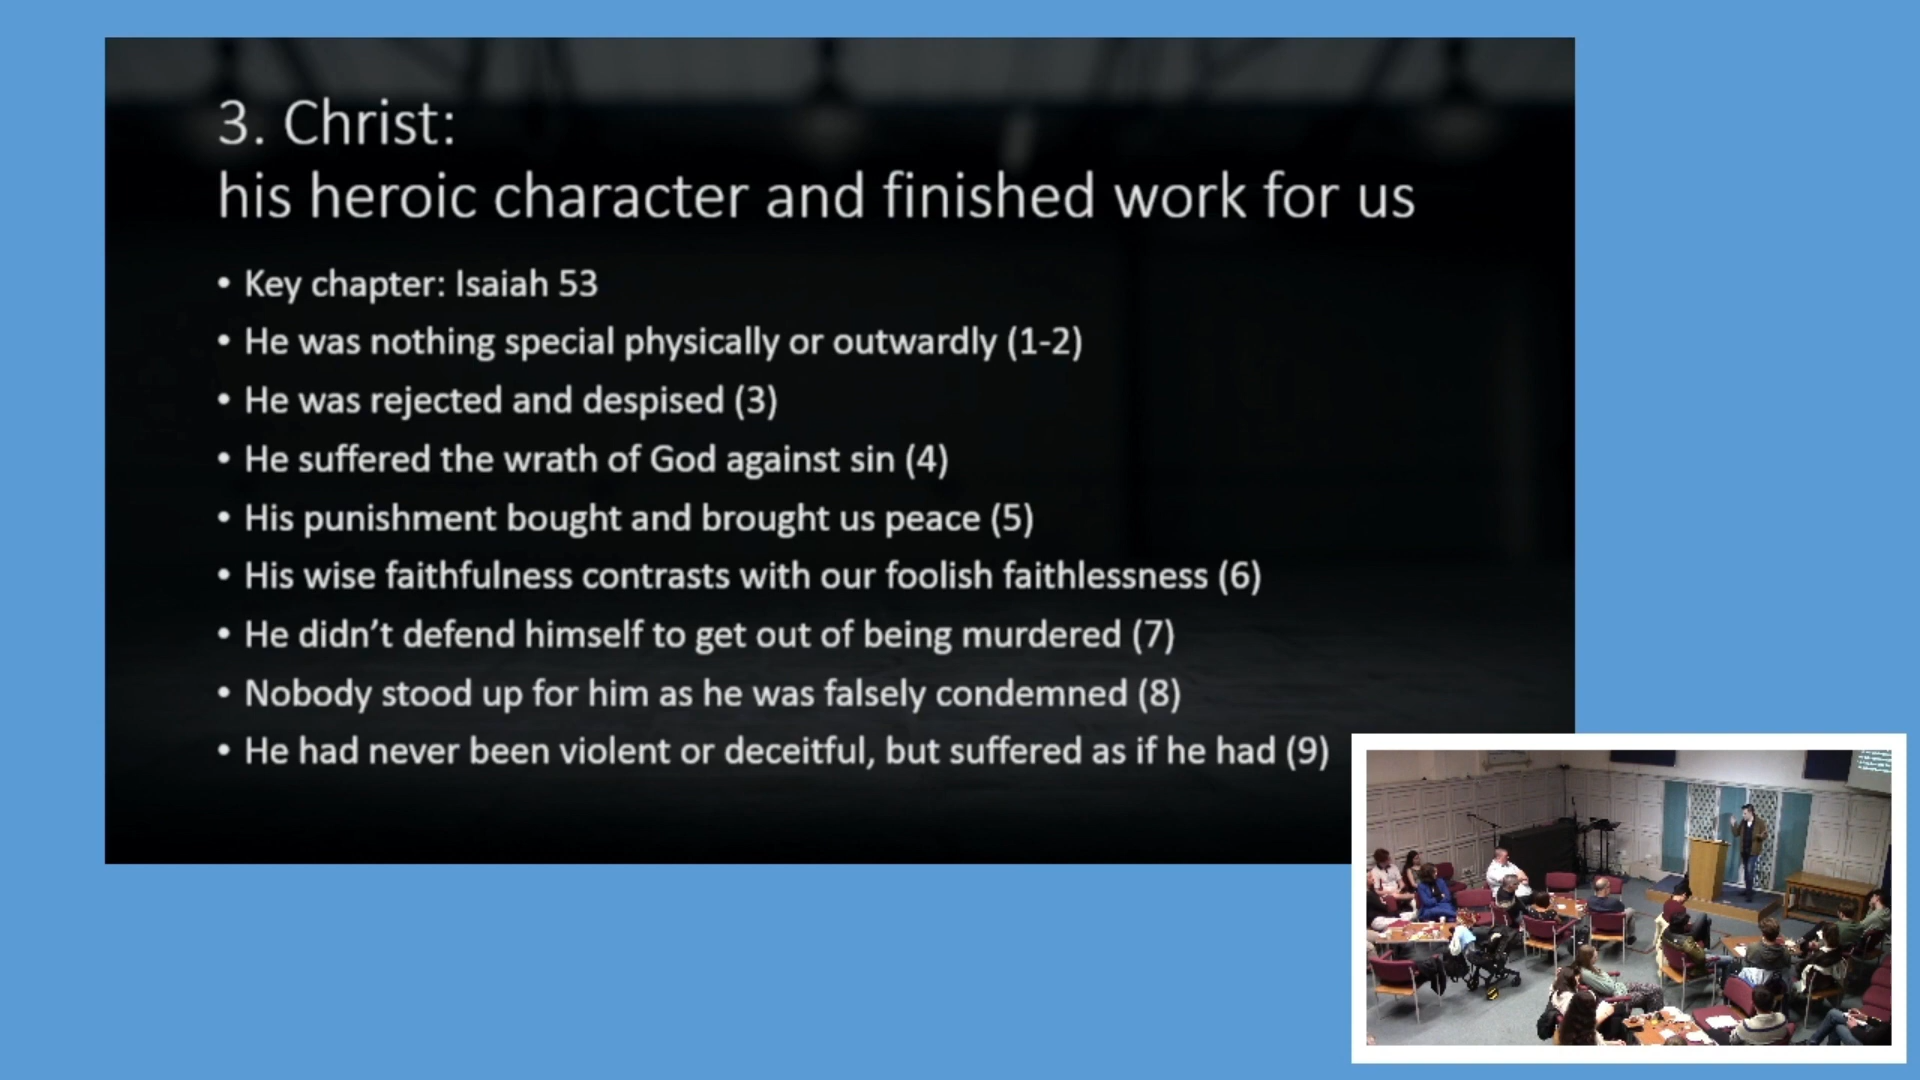 3. Christ:
his heroic character and finished work for us
• Key chapter: Isaiah 53
• He was nothing special physically or outwardly (1-2)
• He was rejected and despised (3)
• He suffered the wrath of God against sin (4)
• His punishment bought and brought us peace (5)
• His wise faithfulness contrasts with our foolish faithlessness (6)
• He didn’t defend himself to get out of being murdered (7)
• Nobody stood up for him as he was falsely condemned (8)
• He had never been violent or deceitful, but suffered as if he had (9)